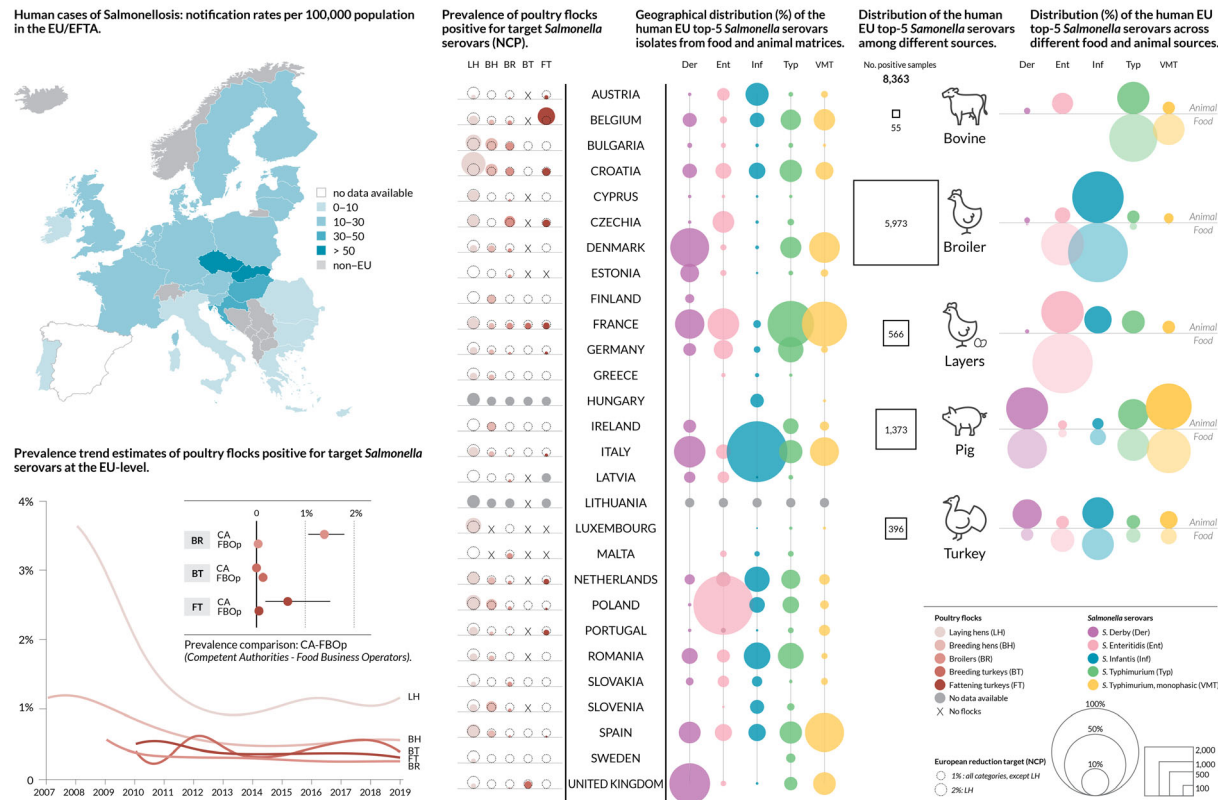 Human cases of Salmonellosis: notification rates per 100,000 population
in the EU/EFTA.
no data available
0–10
10–30
30–50
> 50
non–EU
Prevalence trend estimates of poultry flocks positive for target Salmonella
serovars at the EU-level.
4%
3%
2%
1%
0
2007 2008 2009 2010 2011 2012 2013 2014 2015 2016 2017 2018 2019
LH
BH
BT
FT
BR
0 1% 2%
BR CA
FBOp
BT CA
FBOp
FT CA
FBOp
Prevalence comparison: CA-FBOp
(Competent Authorities - Food Business Operators).
Prevalence of poultry flocks
positive for target Salmonella
serovars (NCP).
LH BH BR BT FT
Geographical distribution (%) of the
human EU top-5 Salmonella serovars
isolates from food and animal matrices.
Der Ent Inf Typ VMT
X AUSTRIA
X BELGIUM
X BULGARIA
CROATIA
X CYPRUS
X CZECHIA
X DENMARK
X X ESTONIA
FINLAND
FRANCE
GERMANY
X GREECE
HUNGARY
IRELAND
ITALY
X LATVIA
LITHUANIA
X X X LUXEMBOURG
X X X MALTA
X NETHERLANDS
POLAND
X PORTUGAL
X ROMANIA
X SLOVAKIA
X SLOVENIA
SPAIN
SWEDEN
UNITED KINGDOM
Distribution of the human
EU top-5 Samonella serovars
among different sources.
No. positive samples
8,363
55
Bovine
5,973
Broiler
566
Layers
1,373
Pig
396
Turkey
Distribution (%) of the human EU
top-5 Salmonella serovars across
different food and animal sources.
Der Ent Inf Typ VMT
Animal
Food
Animal
Food
Animal
Food
Animal
Food
Animal
Food
Poultry flocks
Laying hens (LH)
Breeding hens (BH)
Broilers (BR)
Breeding turkeys (BT)
Fattening turkeys (FT)
No data available
X No flocks
Salmonella serovars
S. Derby (Der)
S. Enteritidis (Ent)
S. Infantis (Inf)
S. Typhimurium (Typ)
S. Typhimurium, monophasic (VMT)
European reduction target (NCP)
1% : all categories, except LH
2%: LH
100%
50%
10%
2,000
1,000
500
100